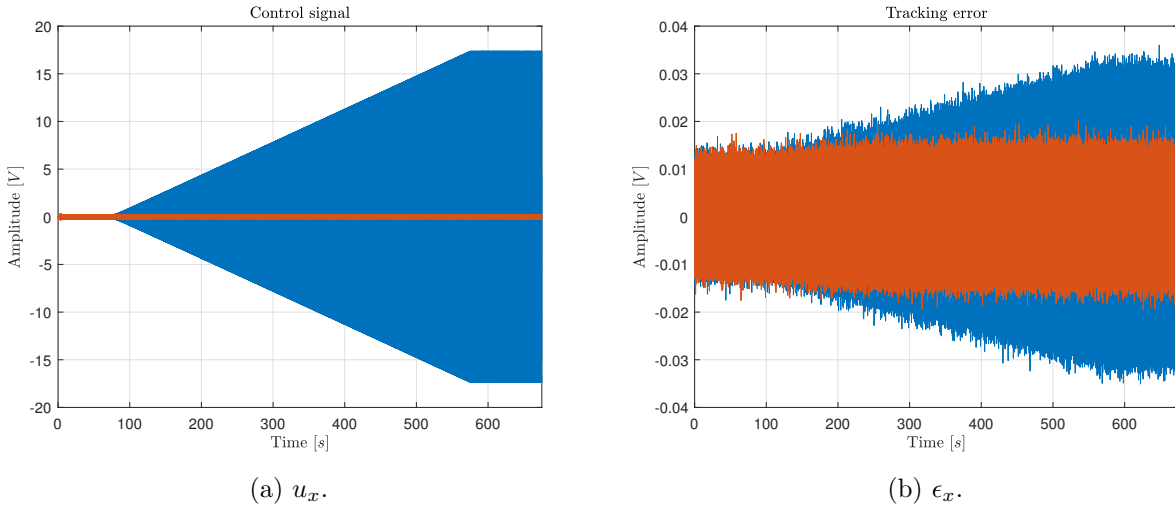 Control signal
20
15
10
5
0
-5
-10
-15
-20
Amplitude [V]
0 100 200 300 400 500 600
Time [s]
(a) u_x.
Tracking error
0.04
0.03
0.02
0.01
0
-0.01
-0.02
-0.03
-0.04
Amplitude [V]
0 100 200 300 400 500 600
Time [s]
(b) ϵ_x.